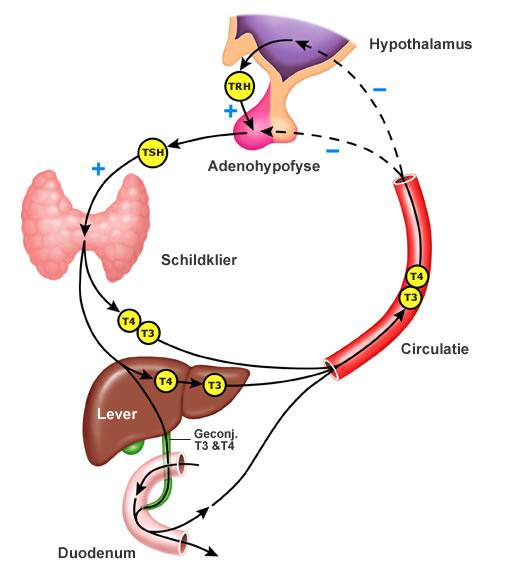 Hypothalamus
TRH
+
–
–
TSH
+
Adenohypofyse
Schildklier
T4
T3
T4
T3
Circulatie
T4
T3
Lever
Geconj.
T3 &T4
Duodenum